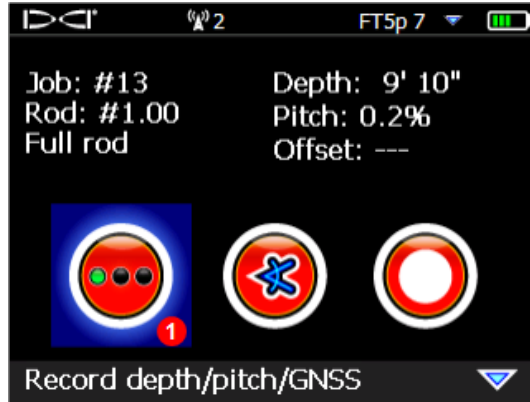 2
FT5p 7
Job: #13
Rod: #1.00
Full rod
Depth: 9' 10"
Pitch: 0.2%
Offset: ---
1
Record depth/pitch/GNSS